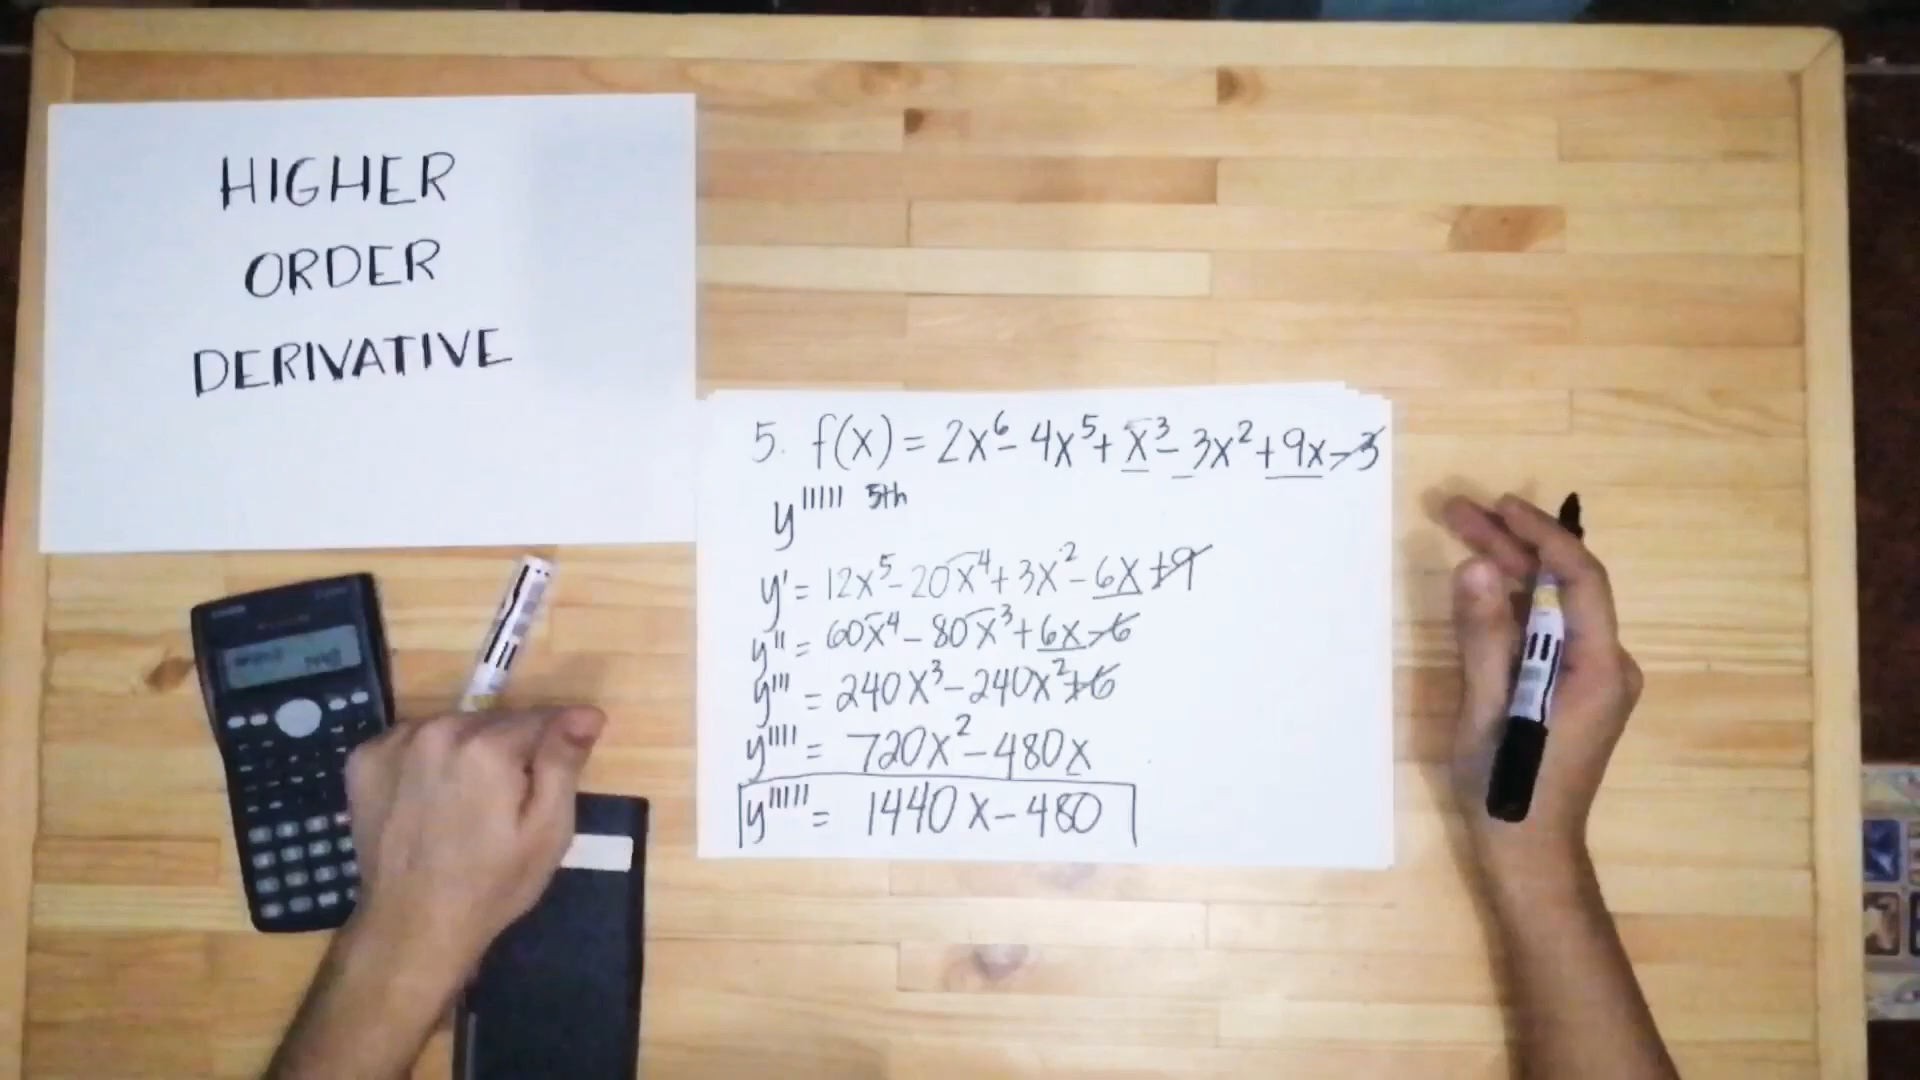 HIGHER
ORDER
DERIVATIVE
5. f(x) = 2x⁶ - 4x⁵ + x³ - 3x² + 9x - 3
y''''' 5th
y' = 12x⁵ - 20x⁴ + 3x² - 6x + 9
y'' = 60x⁴ - 80x³ + 6x - 6
y''' = 240x³ - 240x² + 6
y'''' = 720x² - 480x
y''''' = 1440x - 480